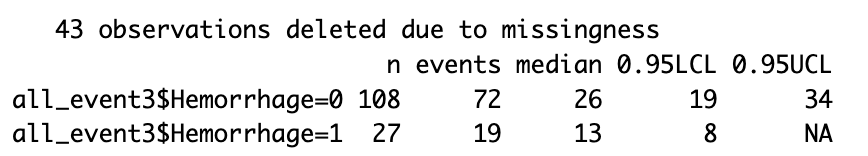 43 observations deleted due to missingness
n events median 0.95LCL 0.95UCL
all_event3$Hemorrhage=0 108 72 26 19 34
all_event3$Hemorrhage=1 27 19 13 8 NA